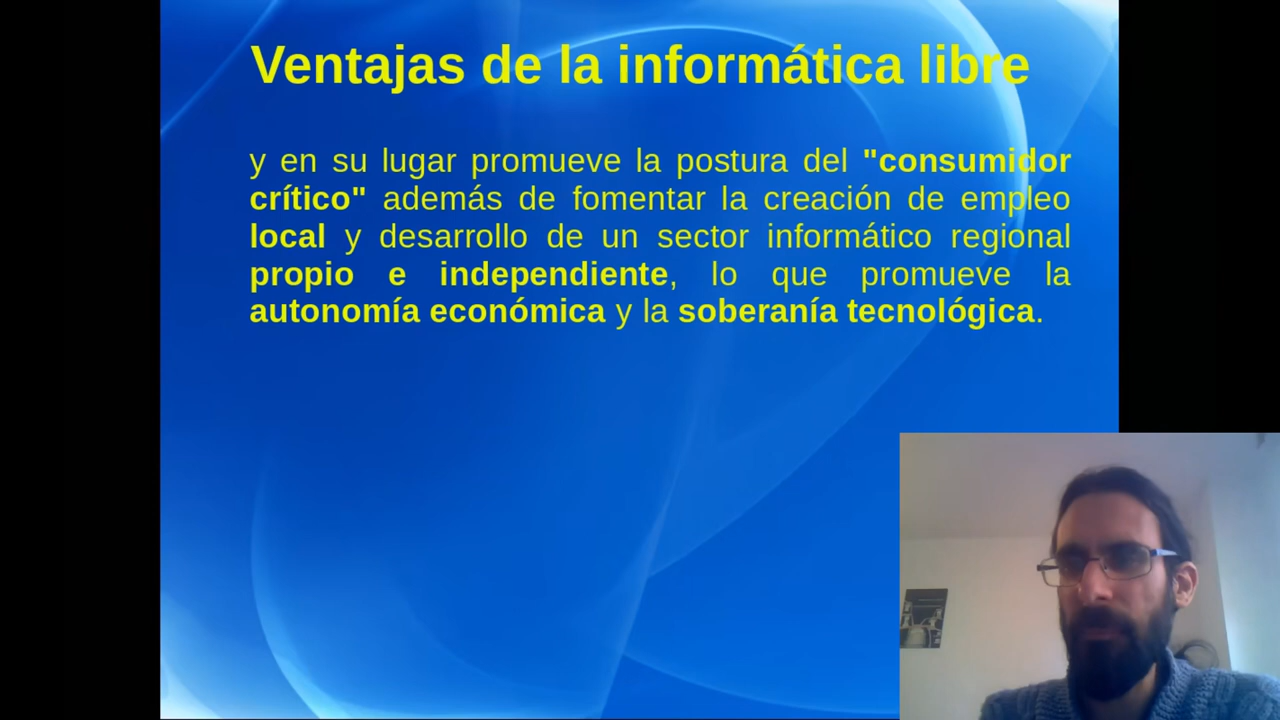 Ventajas de la informática libre
y en su lugar promueve la postura del "consumidor
crítico" además de fomentar la creación de empleo
local y desarrollo de un sector informático regional
propio e independiente, lo que promueve la
autonomía económica y la soberanía tecnológica.